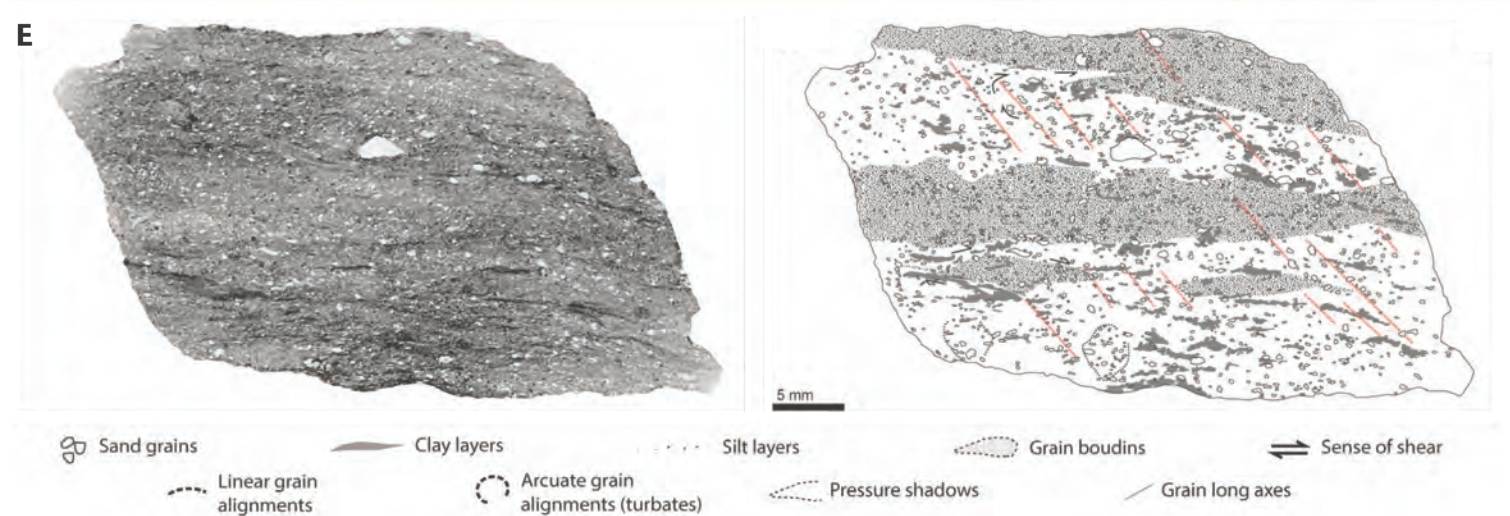 E
5 mm
Sand grains
Clay layers
Silt layers
Grain boudins
Sense of shear
Linear grain
alignments
Arcuate grain
alignments (turbates)
Pressure shadows
Grain long axes